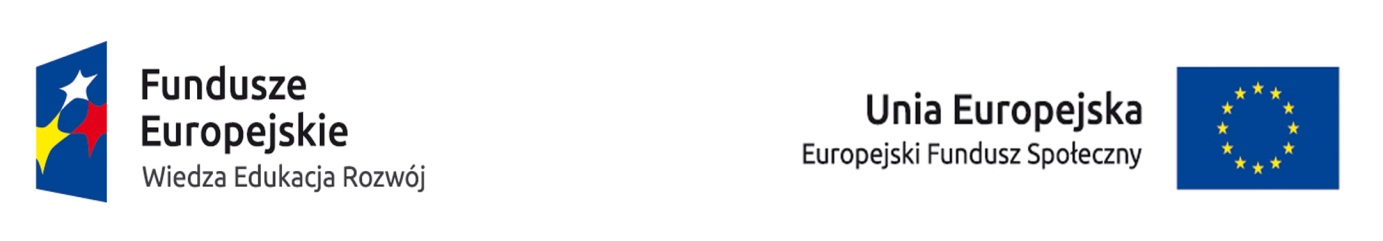 Fundusze
Europejskie
Wiedza Edukacja Rozwój
Unia Europejska
Europejski Fundusz Społeczny